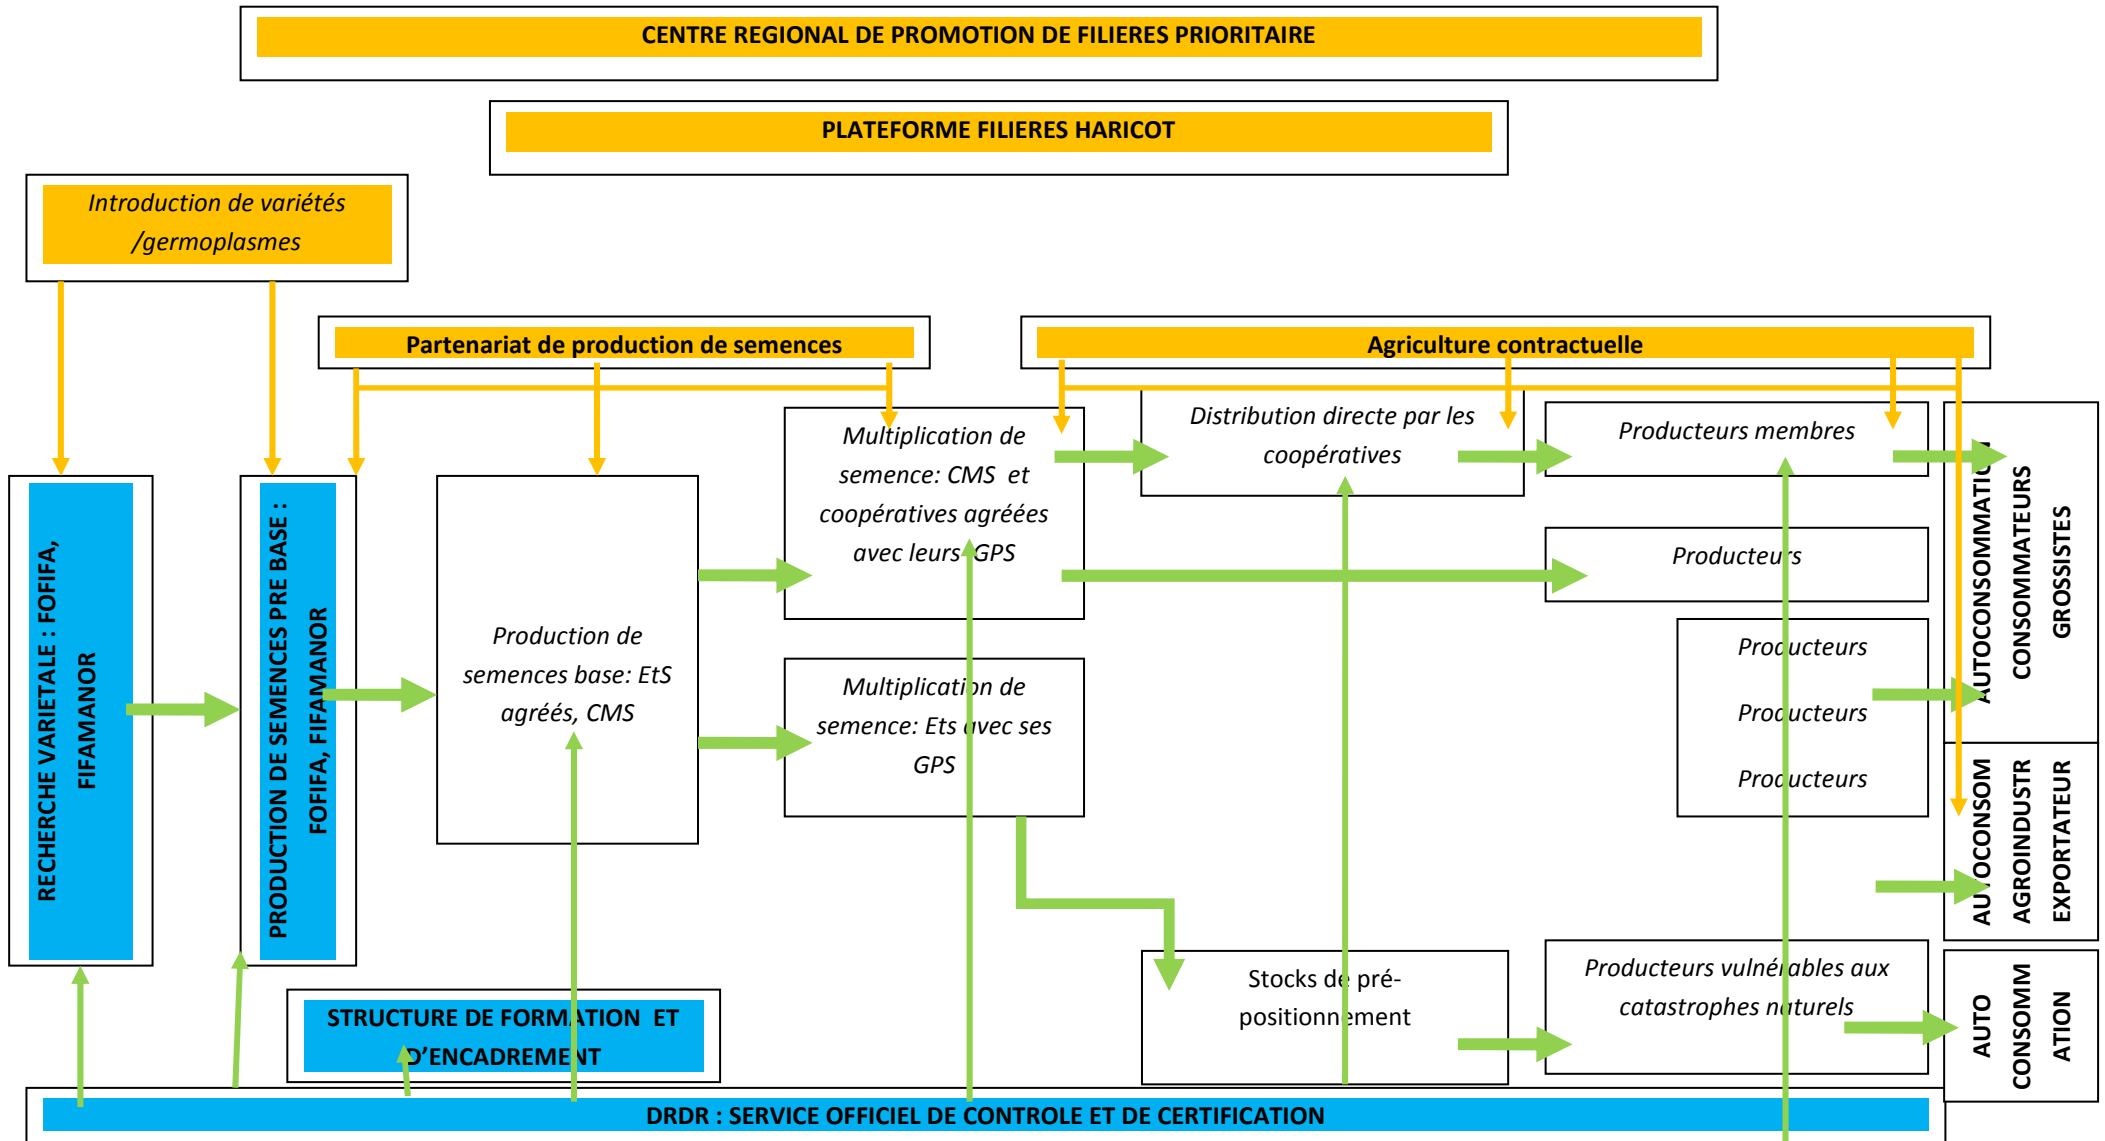 CENTRE REGIONAL DE PROMOTION DE FILIERES PRIORITAIRE
PLATEFORME FILIERES HARICOT
Introduction de variétés
/germoplasmes
Partenariat de production de semences
Agriculture contractuelle
RECHERCHE VARIETALE : FOFIFA,
FIFAMANOR
PRODUCTION DE SEMENCES PRE BASE :
FOFIFA, FIFAMANOR
Production de
semences base: EtS
agréés, CMS
Multiplication de
semence: CMS et
coopératives agréées
avec leurs GPS
Multiplication de
semence: Ets avec ses
GPS
Distribution directe par les
coopératives
Producteurs membres
Producteurs
Producteurs
Producteurs
Producteurs
AUTOCONSOMMATION
CONSOMMATEURS
GROSSISTES
AUTOCONSOM
AGROINDUSTR
EXPORTATEUR
Stocks de pré-
positionnement
Producteurs vulnérables aux
catastrophes naturels
AUTO
CONSOMM
ATION
STRUCTURE DE FORMATION ET
D’ENCADREMENT
DRDR : SERVICE OFFICIEL DE CONTROLE ET DE CERTIFICATION